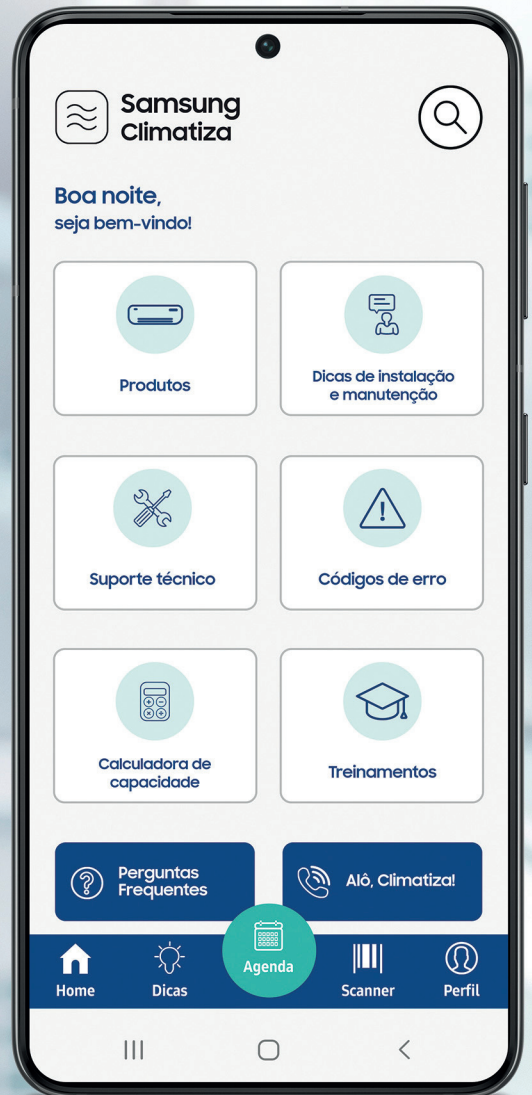 Samsung
Climatiza
Boa noite,
seja bem-vindo!
Produtos
Dicas de instalação
e manutenção
Suporte técnico
Códigos de erro
Calculadora de
capacidade
Treinamentos
Perguntas
Frequentes
Alô, Climatiza!
Home
Dicas
Agenda
Scanner
Perfil